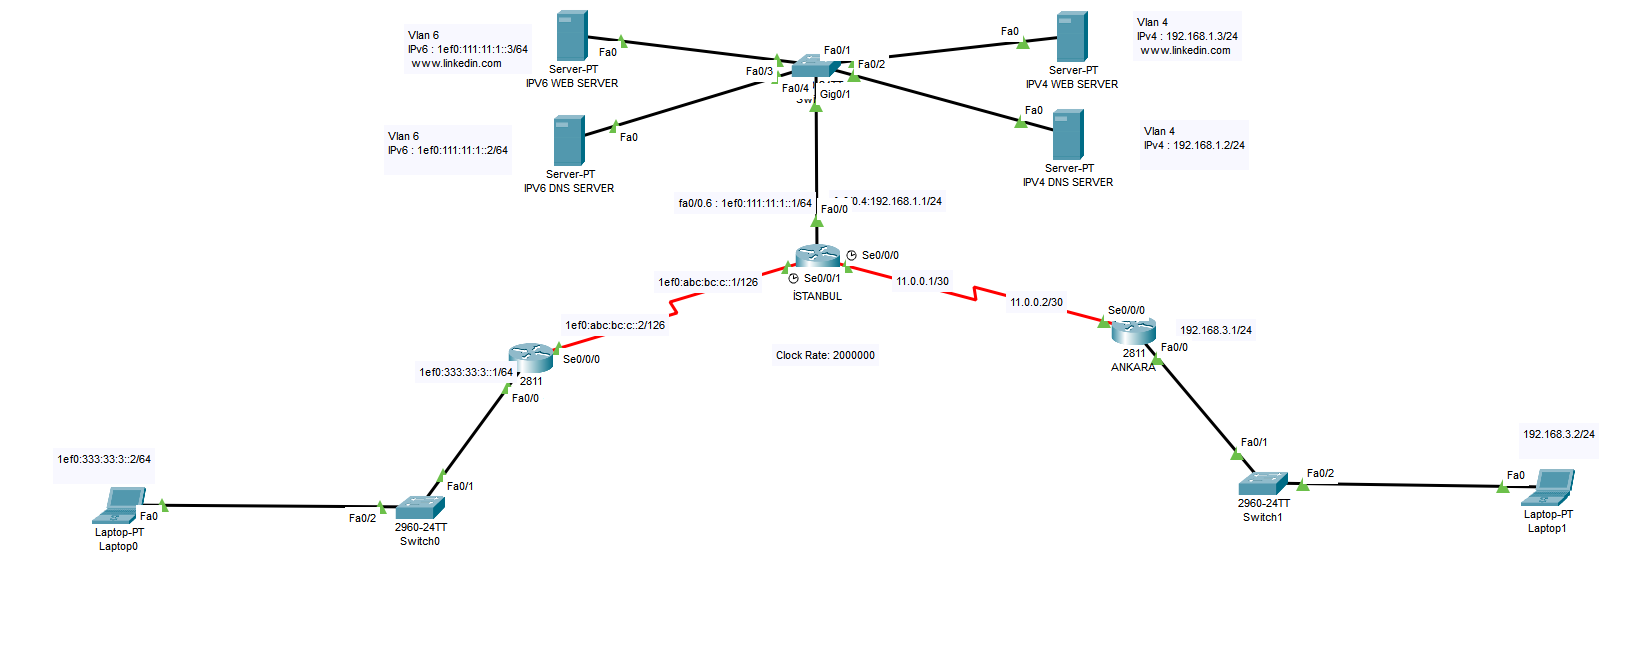 Vlan 6
IPv6 : 1ef0:111:11:1::3/64
www.linkedin.com
Fa0
Server-PT
IPV6 WEB SERVER
Fa0/1
Fa0/2
Fa0/3
Fa0/4
Gig0/1
Fa0
Server-PT
IPV4 WEB SERVER
Vlan 4
IPv4 : 192.168.1.3/24
www.linkedin.com
Vlan 6
IPv6 : 1ef0:111:11:1::2/64
Fa0
Server-PT
IPV6 DNS SERVER
Fa0
Server-PT
IPV4 DNS SERVER
Vlan 4
IPv4 : 192.168.1.2/24
fa0/0.6 : 1ef0:111:11:1::1/64
0.4:192.168.1.1/24
Fa0/0
Se0/0/0
Se0/0/1
İSTANBUL
1ef0:abc:bc:c::1/126
11.0.0.1/30
1ef0:abc:bc:c::2/126
11.0.0.2/30
Se0/0/0
2811
Fa0/0
1ef0:333:33:3::1/64
Clock Rate: 2000000
Se0/0/0
192.168.3.1/24
Fa0/0
2811
ANKARA
1ef0:333:33:3::2/64
Fa0
Laptop-PT
Laptop0
Fa0/1
Fa0/2
2960-24TT
Switch0
Fa0/1
Fa0/2
2960-24TT
Switch1
192.168.3.2/24
Fa0
Laptop-PT
Laptop1